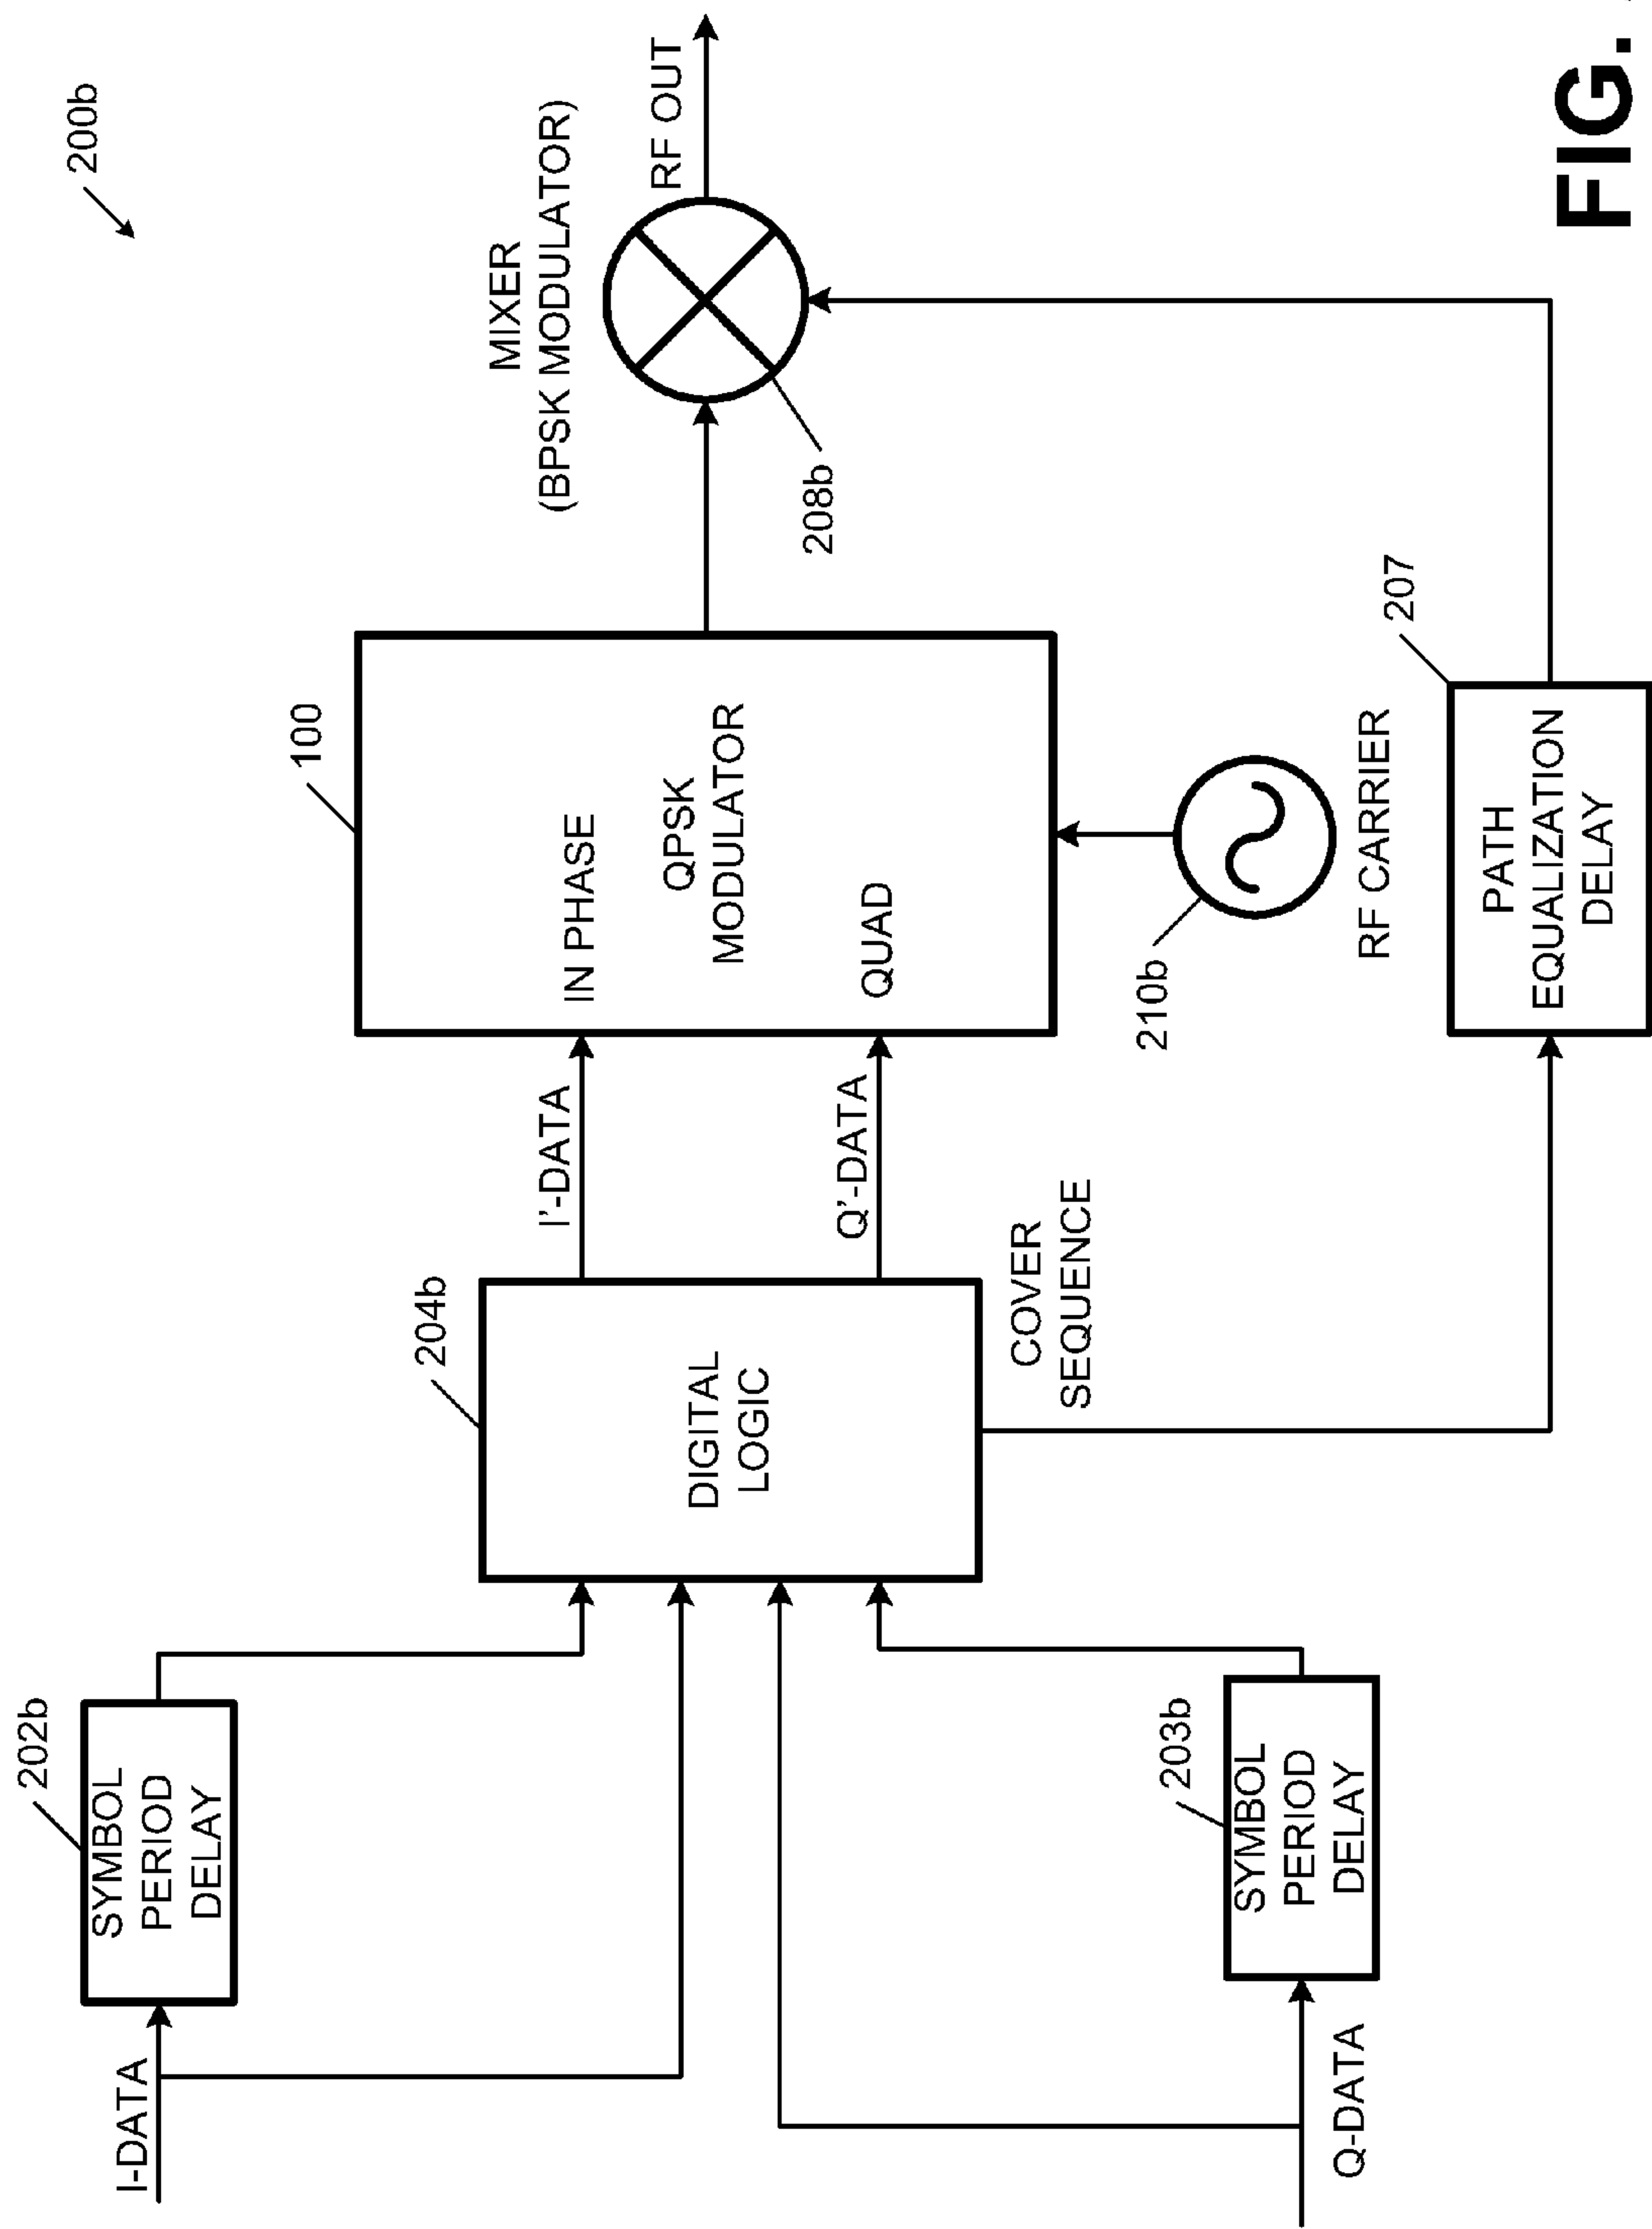 200b
I-DATA
202b
SYMBOL
PERIOD
DELAY
204b
DIGITAL
LOGIC
I'-DATA
Q'-DATA
COVER
SEQUENCE
100
IN PHASE
QPSK
MODULATOR
QUAD
MIXER
(BPSK MODULATOR)
RF OUT
208b
210b
RF CARRIER
203b
SYMBOL
PERIOD
DELAY
Q-DATA
207
PATH
EQUALIZATION
DELAY
FIG.